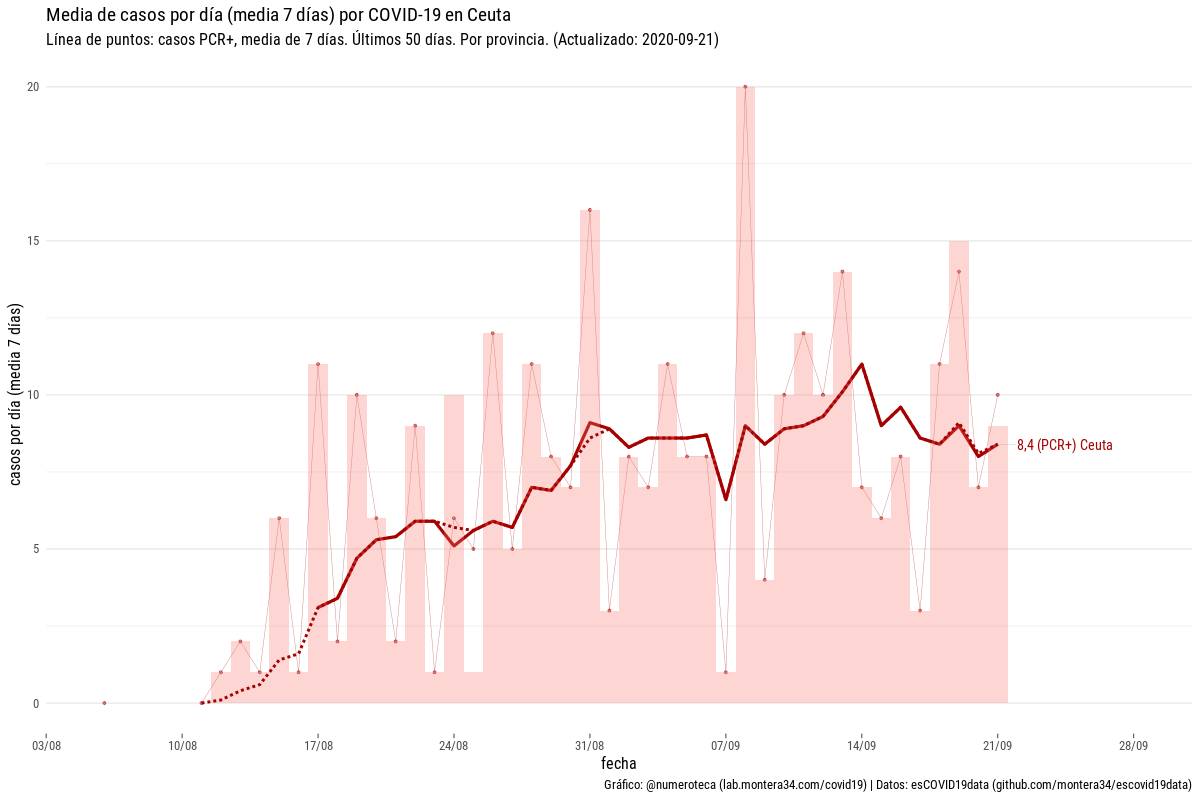 Media de casos por día (media 7 días) por COVID-19 en Ceuta
Línea de puntos: casos PCR+, media de 7 días. Últimos 50 días. Por provincia. (Actualizado: 2020-09-21)
casos por día (media 7 días)
20
15
10
5
0
8,4 (PCR+) Ceuta
03/08 10/08 17/08 24/08 31/08 07/09 14/09 21/09 28/09
fecha
Gráfico: @numeroteca (lab.montera34.com/covid19) | Datos: esCOVID19data (github.com/montera34/escovid19data)